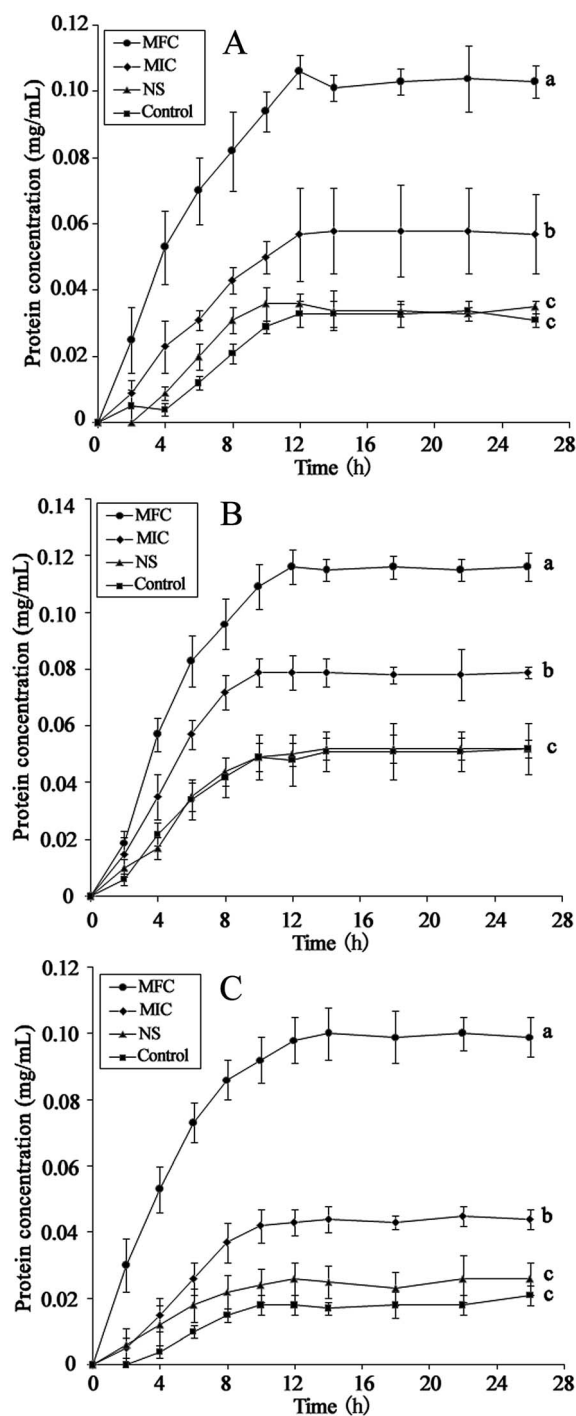 A
MFC
MIC
NS
Control
Protein concentration (mg/mL)
0.12
0.10
0.08
0.06
0.04
0.02
0
a
b
c
c
0 4 8 12 16 20 24 28
Time (h)
B
MFC
MIC
NS
Control
Protein concentration (mg/mL)
0.14
0.12
0.10
0.08
0.06
0.04
0.02
0
a
b
c
0 4 8 12 16 20 24 28
Time (h)
C
MFC
MIC
NS
Control
Protein concentration (mg/mL)
0.12
0.10
0.08
0.06
0.04
0.02
0
a
b
c
c
0 4 8 12 16 20 24 28
Time (h)